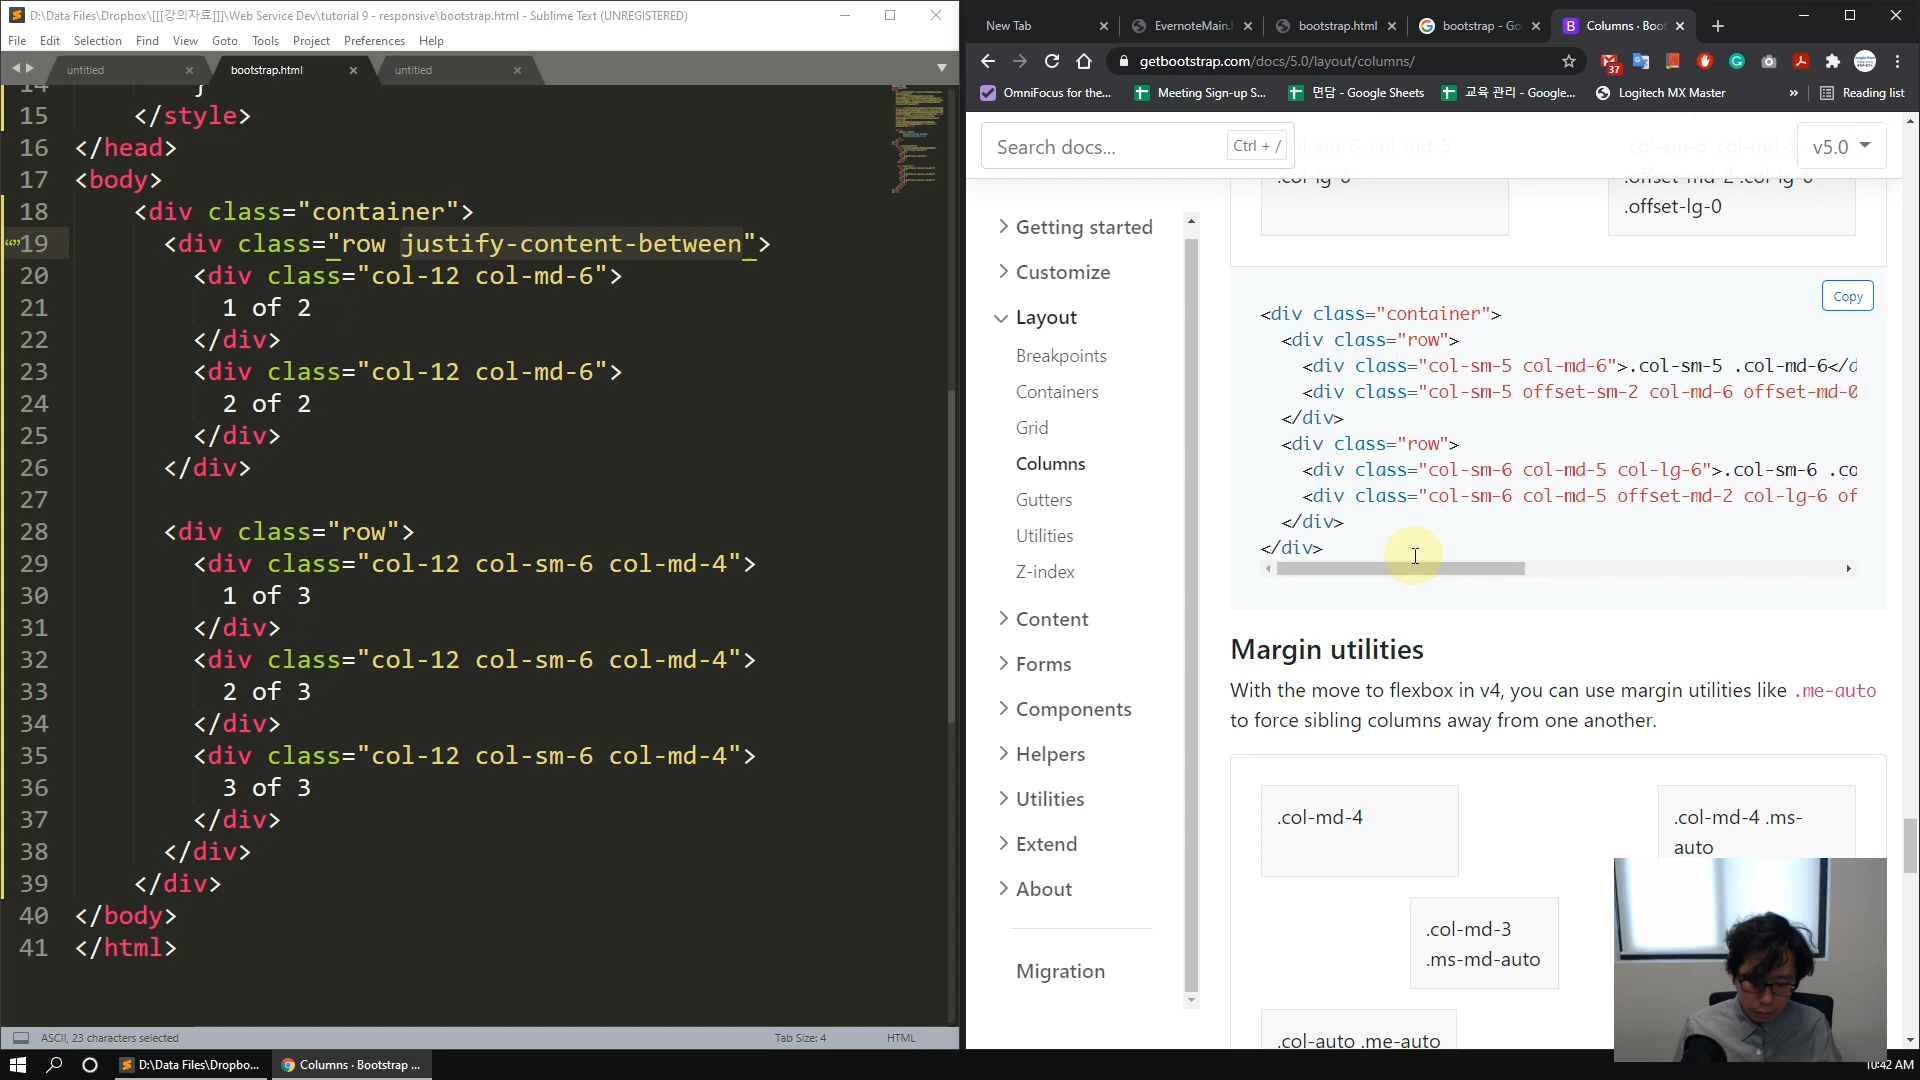 D:\Data Files\Dropbox\[[[강의자료]]]\Web Service Dev\tutorial 9 - responsive\bootstrap.html - Sublime Text (UNREGISTERED)
File Edit Selection Find View Goto Tools Project Preferences Help
untitled bootstrap.html untitled
14 }
15 </style>
16 </head>
17 <body>
18 <div class="container">
19 <div class="row justify-content-between">
20 <div class="col-12 col-md-6">
21 1 of 2
22 </div>
23 <div class="col-12 col-md-6">
24 2 of 2
25 </div>
26 </div>
27
28 <div class="row">
29 <div class="col-12 col-sm-6 col-md-4">
30 1 of 3
31 </div>
32 <div class="col-12 col-sm-6 col-md-4">
33 2 of 3
34 </div>
35 <div class="col-12 col-sm-6 col-md-4">
36 3 of 3
37 </div>
38 </div>
39 </div>
40 </body>
41 </html>
ASCII, 23 characters selected Tab Size: 4 HTML
New Tab EvernoteMain. bootstrap.html bootstrap - Go Columns · Boo
getbootstrap.com/docs/5.0/layout/columns/
37
OmniFocus for the... Meeting Sign-up S... 면담 - Google Sheets 교육 관리 - Google... Logitech MX Master » Reading list
Search docs... Ctrl + / v5.0
Getting started
Customize
Layout
Breakpoints
Containers
Grid
Columns
Gutters
Utilities
Z-index
Content
Forms
Components
Helpers
Utilities
Extend
About
Migration
.col-lg-6 .offset-md-2 .col-lg-6
.offset-lg-0
Copy
<div class="container">
<div class="row">
<div class="col-sm-5 col-md-6">.col-sm-5 .col-md-6</d
<div class="col-sm-5 offset-sm-2 col-md-6 offset-md-0
</div>
<div class="row">
<div class="col-sm-6 col-md-5 col-lg-6">.col-sm-6 .co
<div class="col-sm-6 col-md-5 offset-md-2 col-lg-6 of
</div>
</div>
Margin utilities
With the move to flexbox in v4, you can use margin utilities like .me-auto
to force sibling columns away from one another.
.col-md-4 .col-md-4 .ms-
auto
.col-md-3
.ms-md-auto
.col-auto .me-auto
D:\Data Files\Dropbo... Columns · Bootstrap ... 10:42 AM